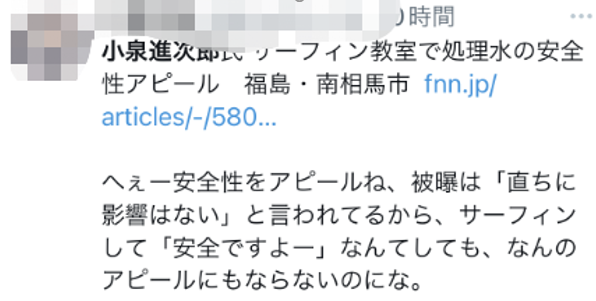 0時間
小泉進次郎氏 サーフィン教室で処理水の安全
性アピール　福島・南相馬市 fnn.jp/
articles/-/580...
へぇー安全性をアピールね、被曝は「直ちに
影響はない」と言われてるから、サーフィン
して「安全ですよー」なんてしても、なんの
アピールにもならないのにな。